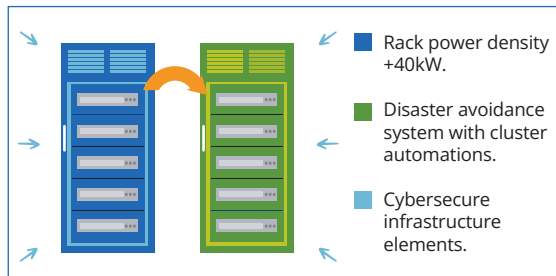 Rack power density
+40kW.
Disaster avoidance
system with cluster
automations.
Cybersecure
infrastructure
elements.